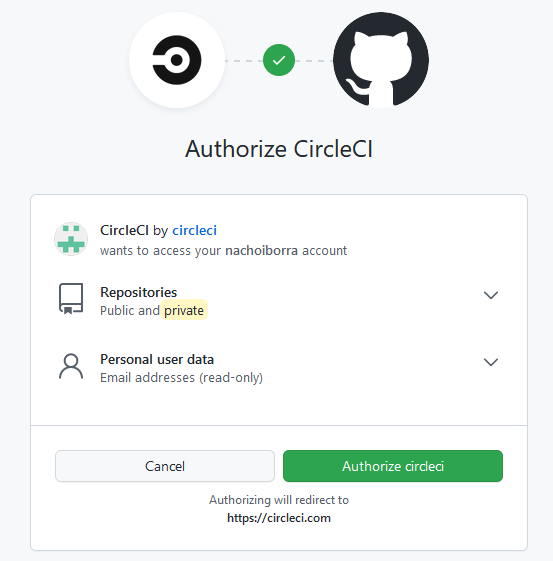 Authorize CircleCI
CircleCI by circleci
wants to access your nachoiborra account
Repositories
Public and private
Personal user data
Email addresses (read-only)
Cancel
Authorize circleci
Authorizing will redirect to
https://circleci.com